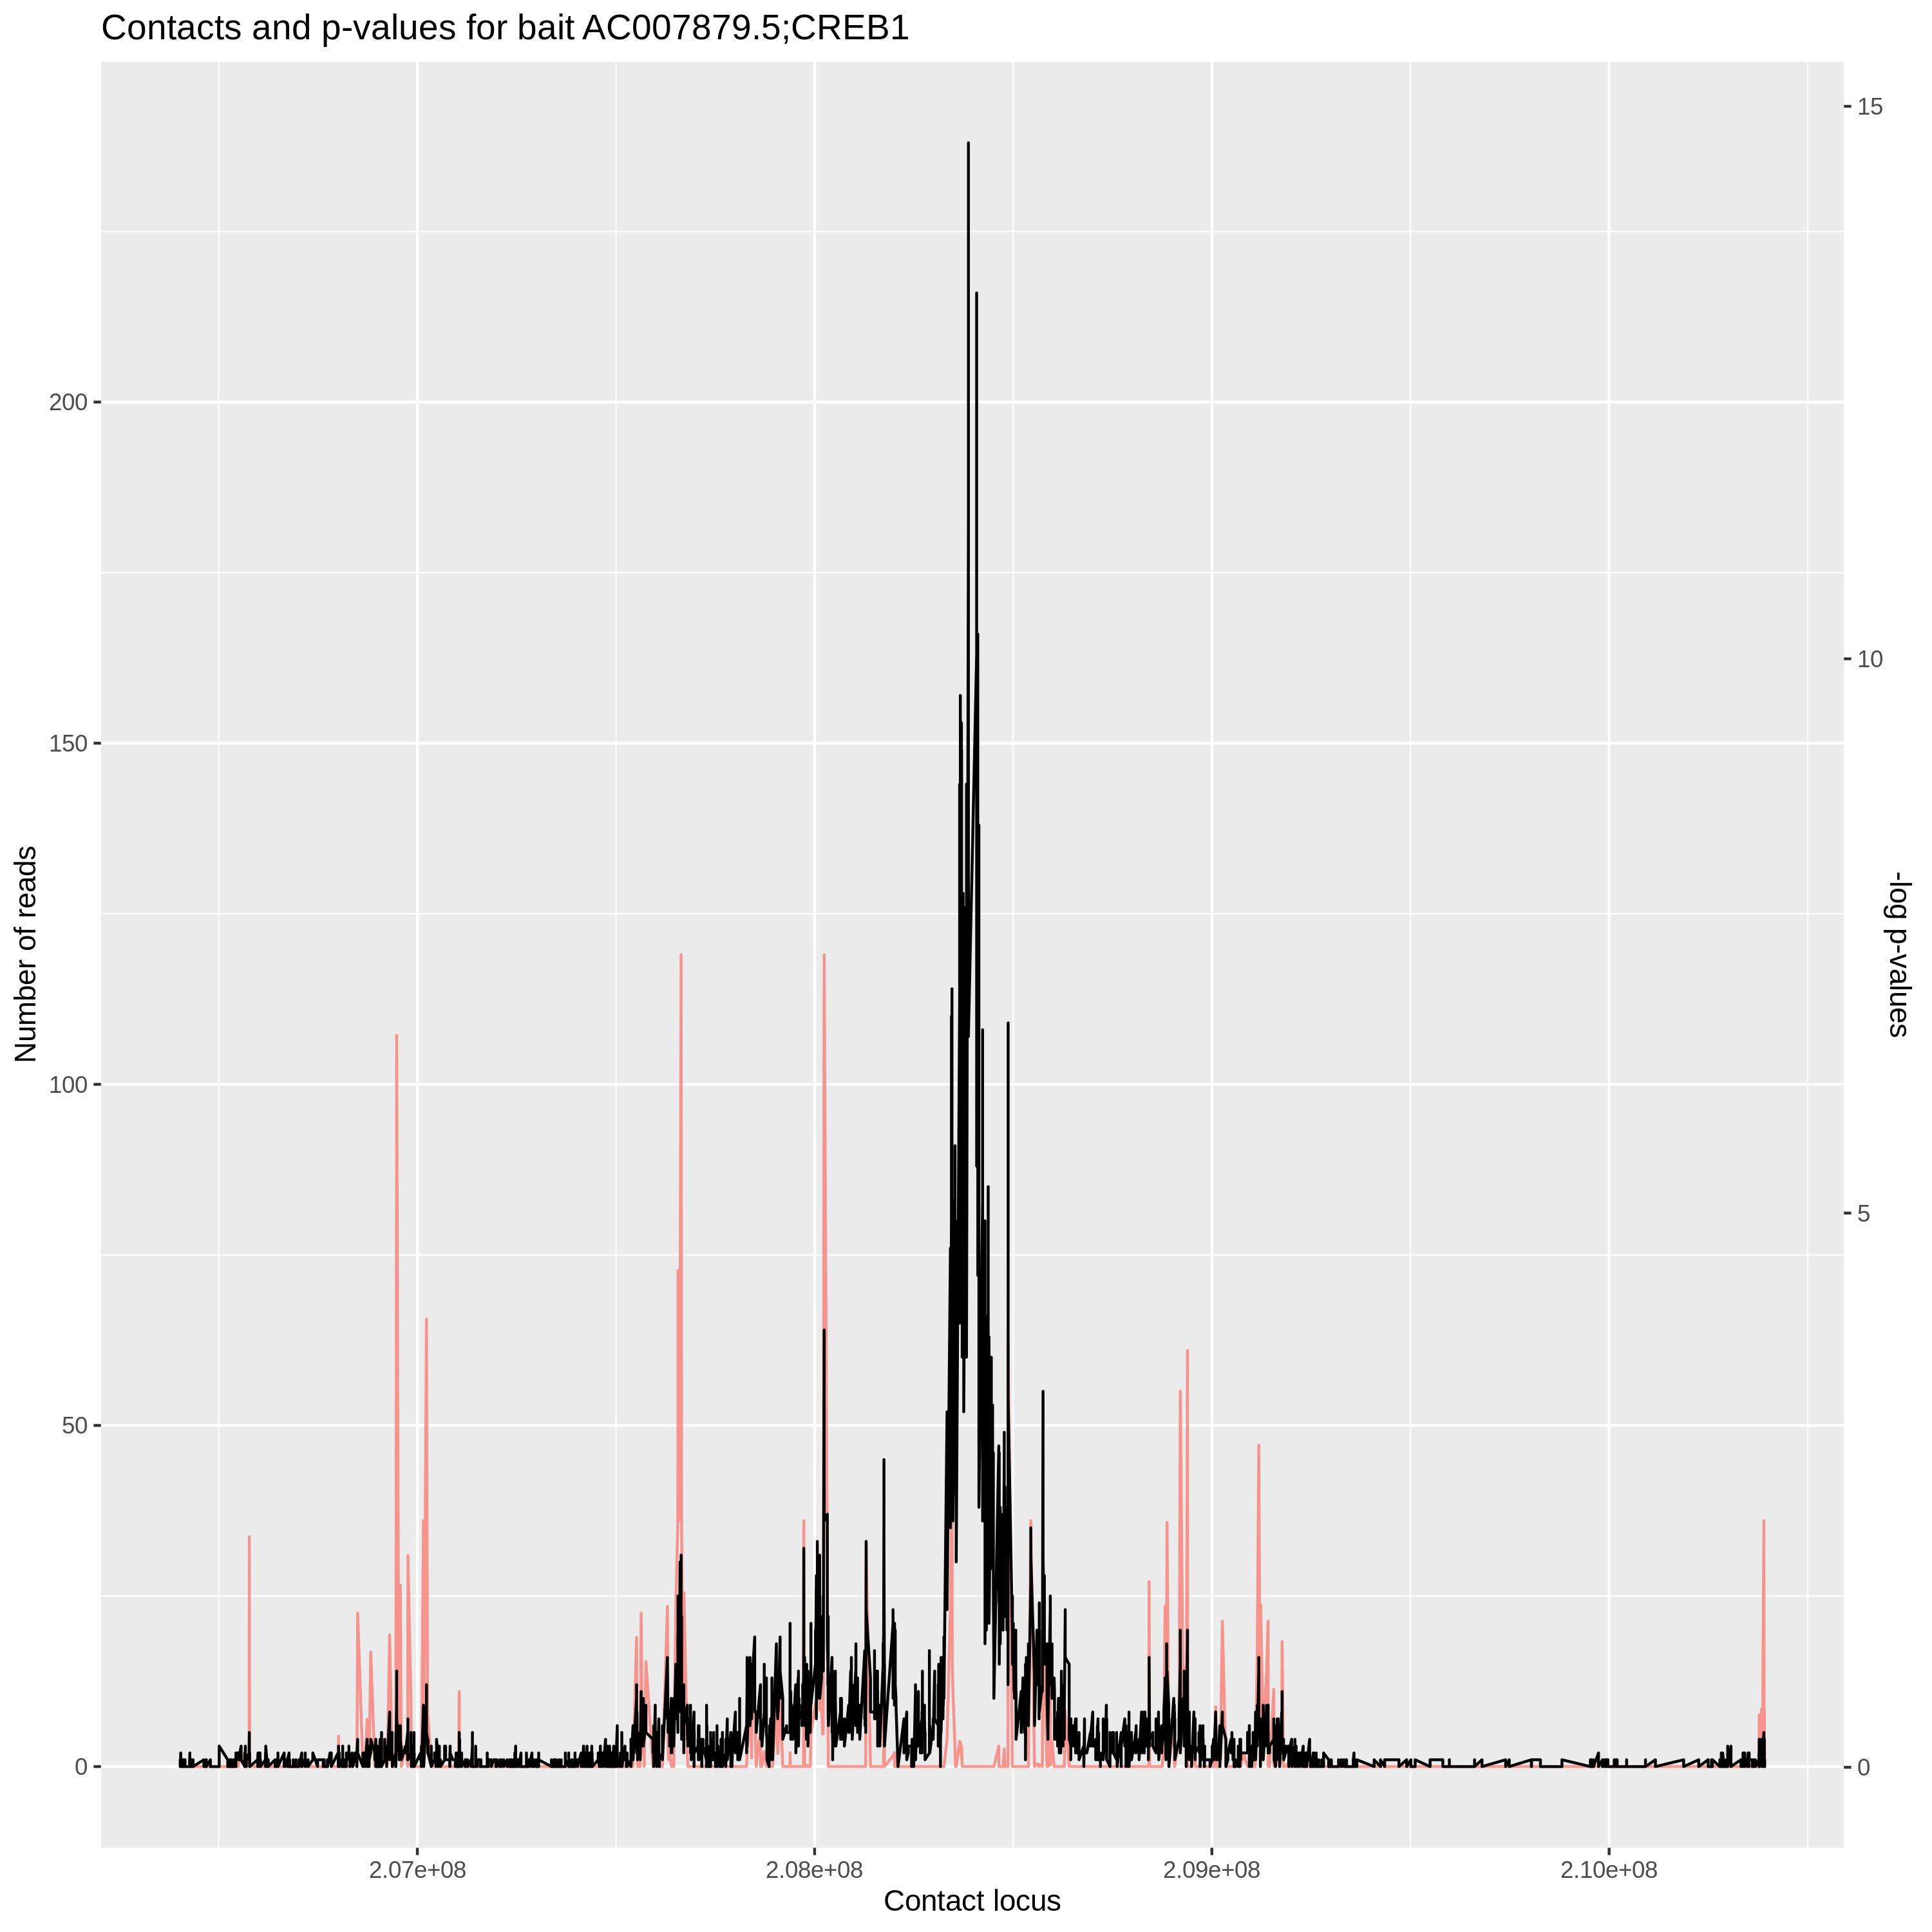 Contacts and p-values for bait AC007879.5;CREB1
15
200
10
150
Number of reads
-log p-values
100
5
50
0
0
2.07e+08
2.08e+08
2.09e+08
2.10e+08
Contact locus